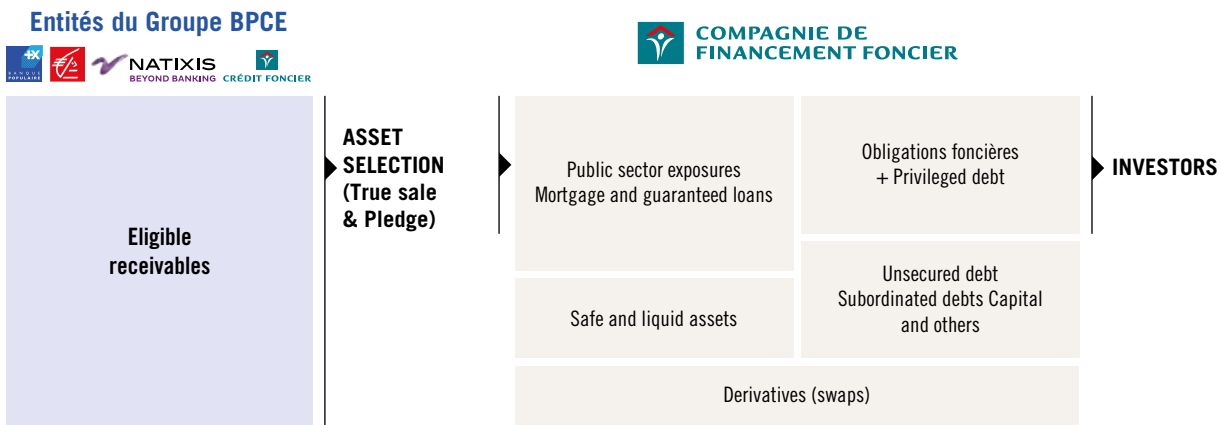 Entités du Groupe BPCE
BANQUE
POPULAIRE
NATIXIS
BEYOND BANKING
CRÉDIT FONCIER
COMPAGNIE DE
FINANCEMENT FONCIER
Eligible
receivables
ASSET
SELECTION
(True sale
& Pledge)
Public sector exposures
Mortgage and guaranteed loans
Safe and liquid assets
Obligations foncières
+ Privileged debt
Unsecured debt
Subordinated debts Capital
and others
Derivatives (swaps)
INVESTORS